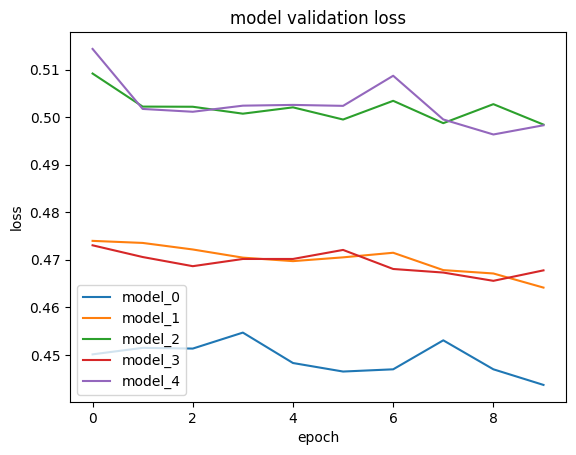 model validation loss
loss
0.51
0.50
0.49
0.48
0.47
0.46
0.45
model_0
model_1
model_2
model_3
model_4
0 2 4 6 8
epoch